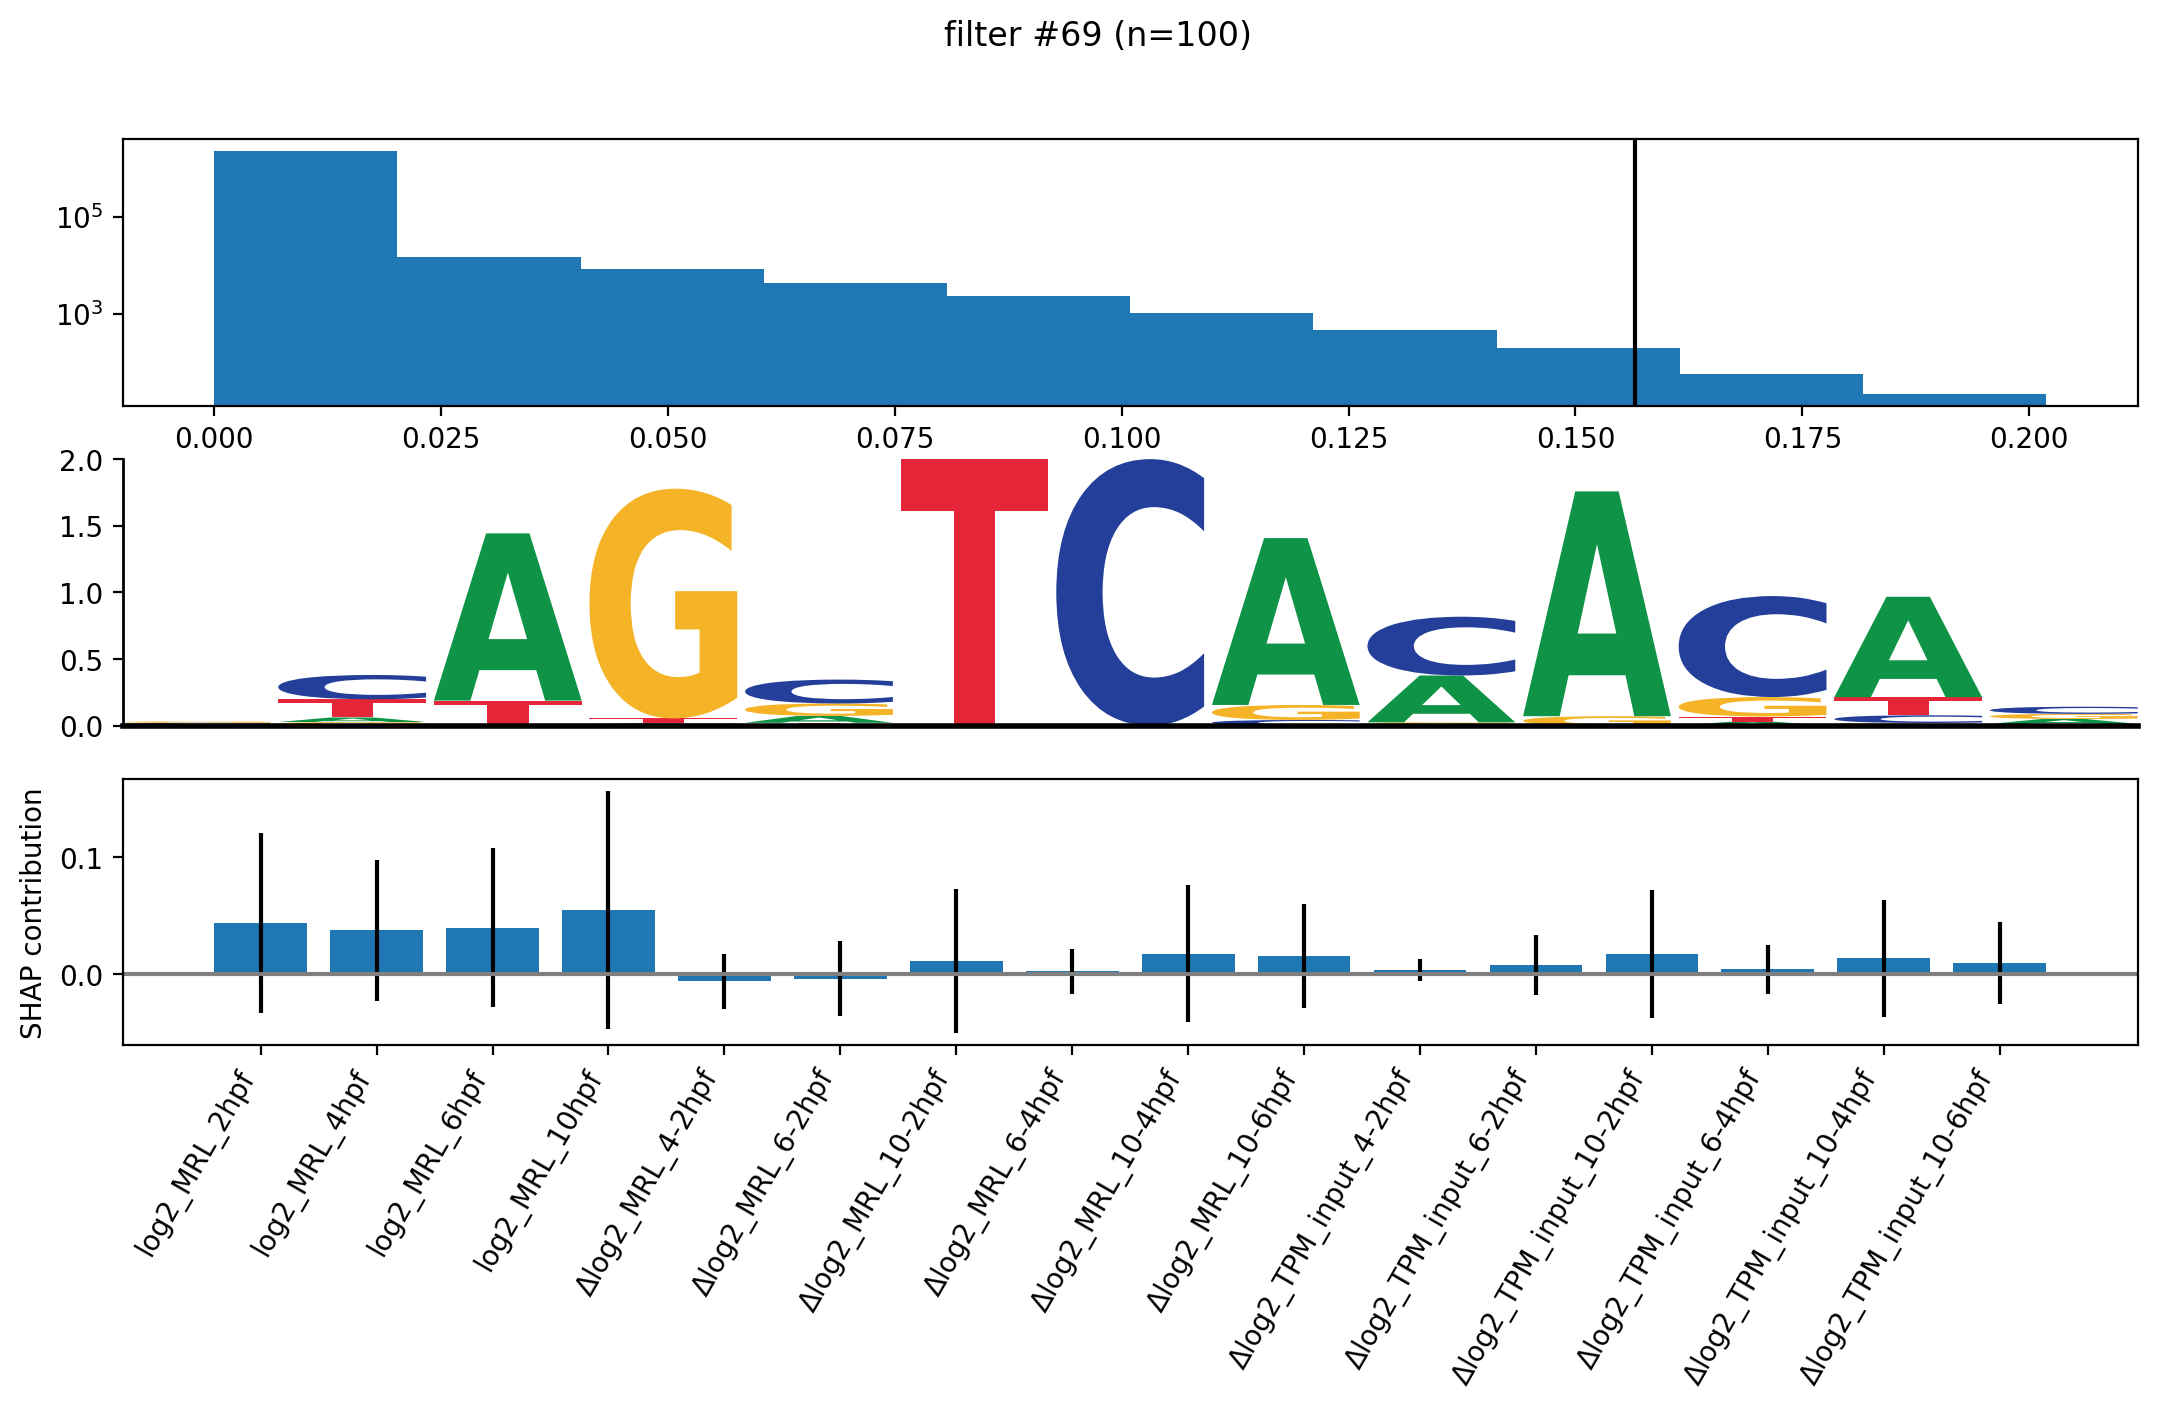 filter #69 (n=100)
10⁵
10³
0.000 0.025 0.050 0.075 0.100 0.125 0.150 0.175 0.200
2.0
1.5
1.0
0.5
0.0
C T A A T G T C G A T C A G C A A G C G T A A T C C G A
SHAP contribution
0.1
0.0
log2_MRL_2hpf
log2_MRL_4hpf
log2_MRL_6hpf
log2_MRL_10hpf
Δlog2_MRL_4-2hpf
Δlog2_MRL_6-2hpf
Δlog2_MRL_10-2hpf
Δlog2_MRL_6-4hpf
Δlog2_MRL_10-4hpf
Δlog2_MRL_10-6hpf
Δlog2_TPM_input_4-2hpf
Δlog2_TPM_input_6-2hpf
Δlog2_TPM_input_10-2hpf
Δlog2_TPM_input_6-4hpf
Δlog2_TPM_input_10-4hpf
Δlog2_TPM_input_10-6hpf